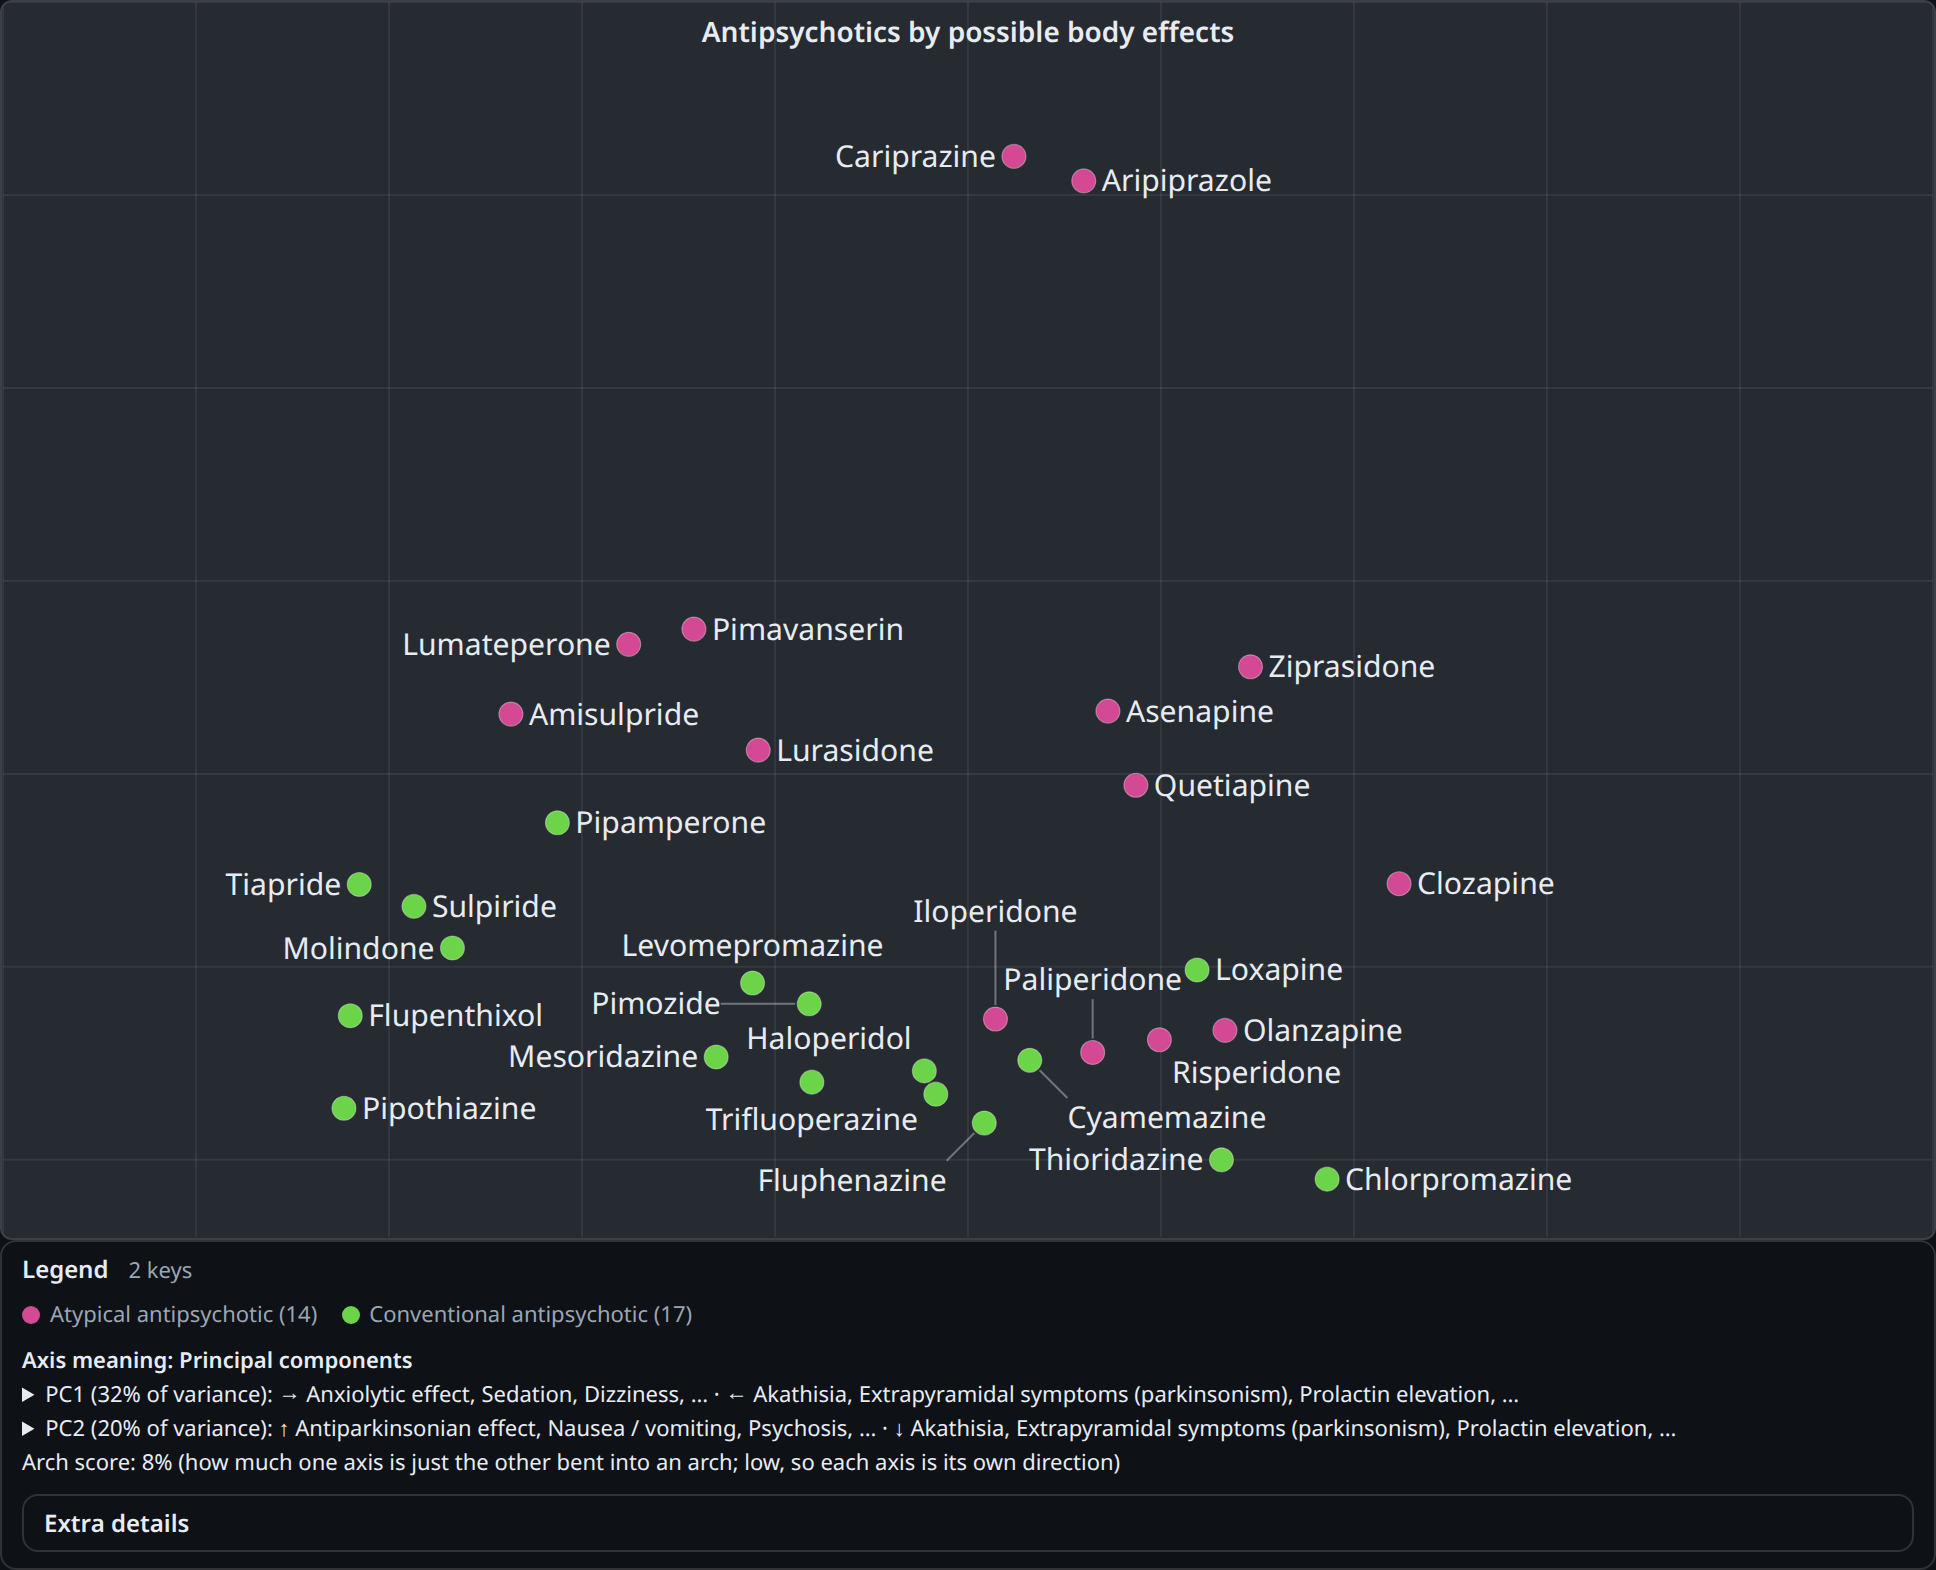 Antipsychotics by possible body effects
Cariprazine
Aripiprazole
Pimavanserin
Lumateperone
Ziprasidone
Amisulpride
Asenapine
Lurasidone
Quetiapine
Pipamperone
Tiapride
Clozapine
Sulpiride
Iloperidone
Molindone
Levomepromazine
Loxapine
Paliperidone
Pimozide
Flupenthixol
Olanzapine
Haloperidol
Mesoridazine
Risperidone
Pipothiazine
Trifluoperazine
Cyamemazine
Thioridazine
Fluphenazine
Chlorpromazine
Legend 2 keys
Atypical antipsychotic (14) Conventional antipsychotic (17)
Axis meaning: Principal components
▶ PC1 (32% of variance): → Anxiolytic effect, Sedation, Dizziness, ... · ← Akathisia, Extrapyramidal symptoms (parkinsonism), Prolactin elevation, ...
▶ PC2 (20% of variance): ↑ Antiparkinsonian effect, Nausea / vomiting, Psychosis, ... · ↓ Akathisia, Extrapyramidal symptoms (parkinsonism), Prolactin elevation, ...
Arch score: 8% (how much one axis is just the other bent into an arch; low, so each axis is its own direction)
Extra details